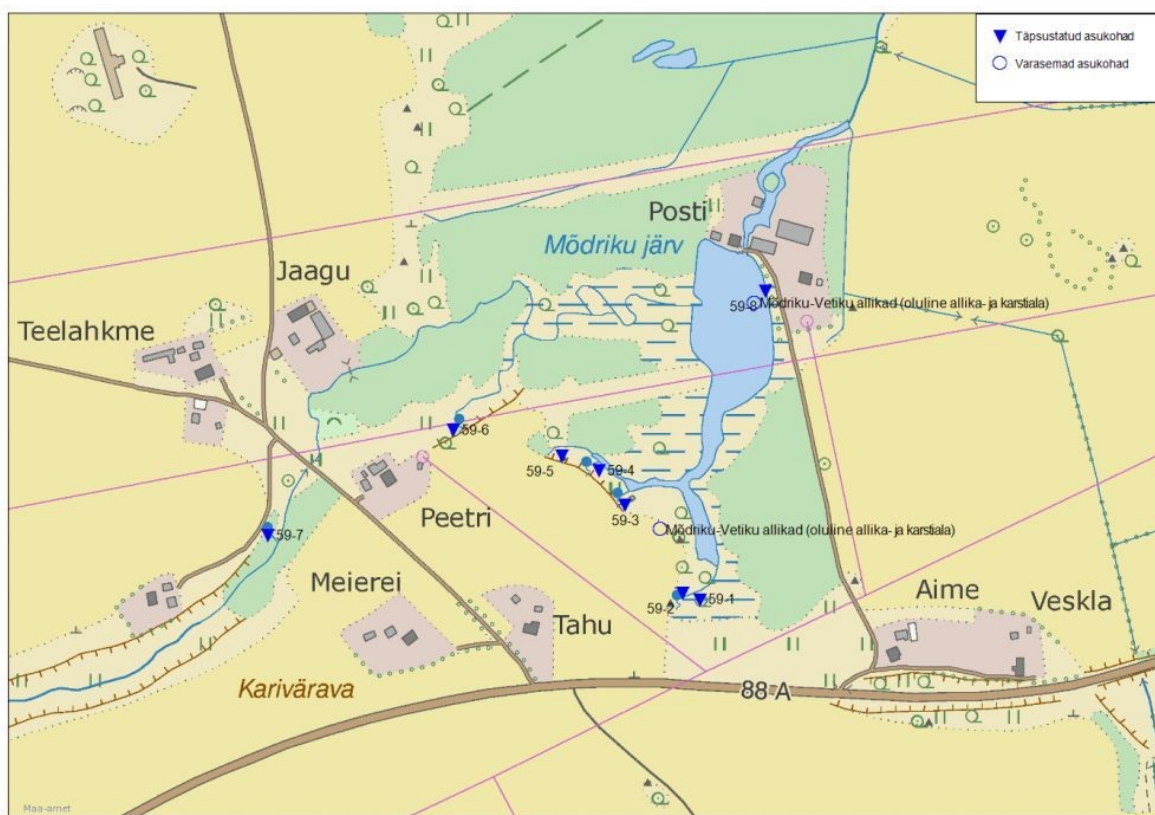 Täpsustatud asukohad
Varasemad asukohad
Posti
Mõdriku järv
Jaagu
59-8
Mõdriku-Vetiku allikad (oluline allika- ja karstiala)
Teelahkme
59-6
59-5
59-4
Peetri
59-3
Mõdriku-Vetiku allikad (oluline allika- ja karstiala)
59-7
Meierei
59-2
59-1
Aime
Veskla
Tahu
Karivärava
88 A
Maa-amet